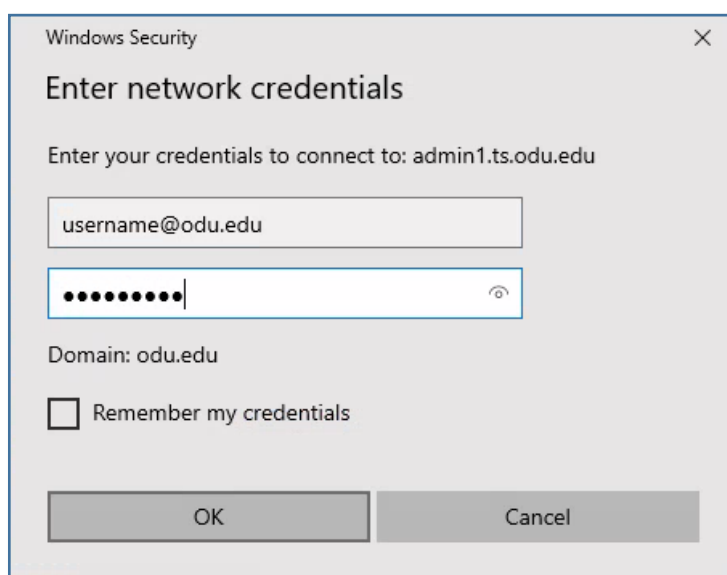 Windows Security
Enter network credentials
Enter your credentials to connect to: admin1.ts.odu.edu
username@odu.edu
●●●●●●●●●
Domain: odu.edu
Remember my credentials
OK
Cancel